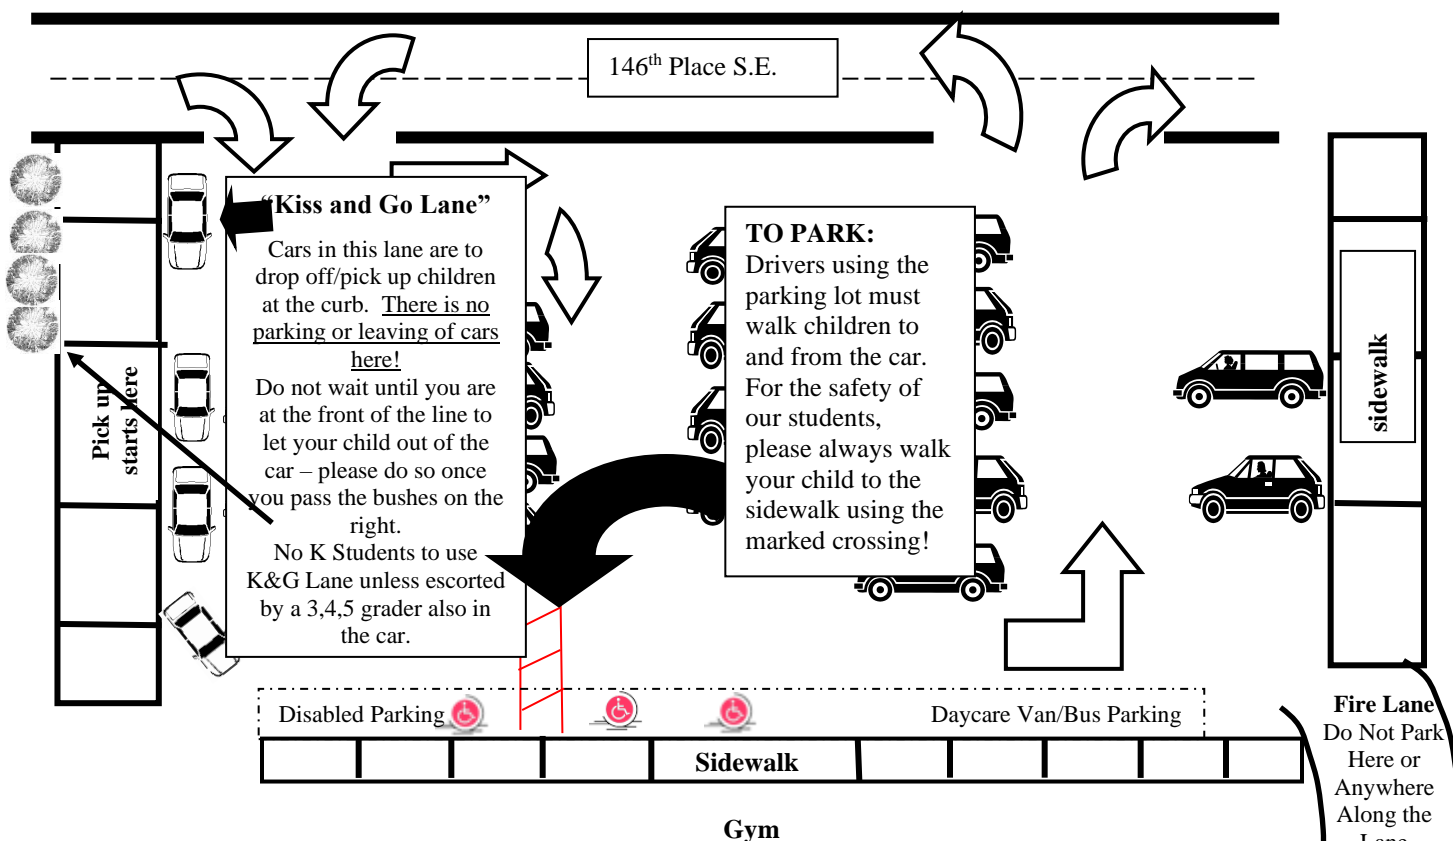 146th Place S.E.
“Kiss and Go Lane”
Cars in this lane are to
drop off/pick up children
at the curb.  There is no
parking or leaving of cars
here!
Do not wait until you are
at the front of the line to
let your child out of the
car – please do so once
you pass the bushes on the
right.
No K Students to use
K&G Lane unless escorted
by a 3,4,5 grader also in
the car.
TO PARK:
Drivers using the
parking lot must
walk children to
and from the car.
For the safety of
our students,
please always walk
your child to the
sidewalk using the
marked crossing!
Pick up
starts here
sidewalk
Disabled Parking
Daycare Van/Bus Parking
Sidewalk
Gym
Fire Lane
Do Not Park
Here or
Anywhere
Along the
Lane